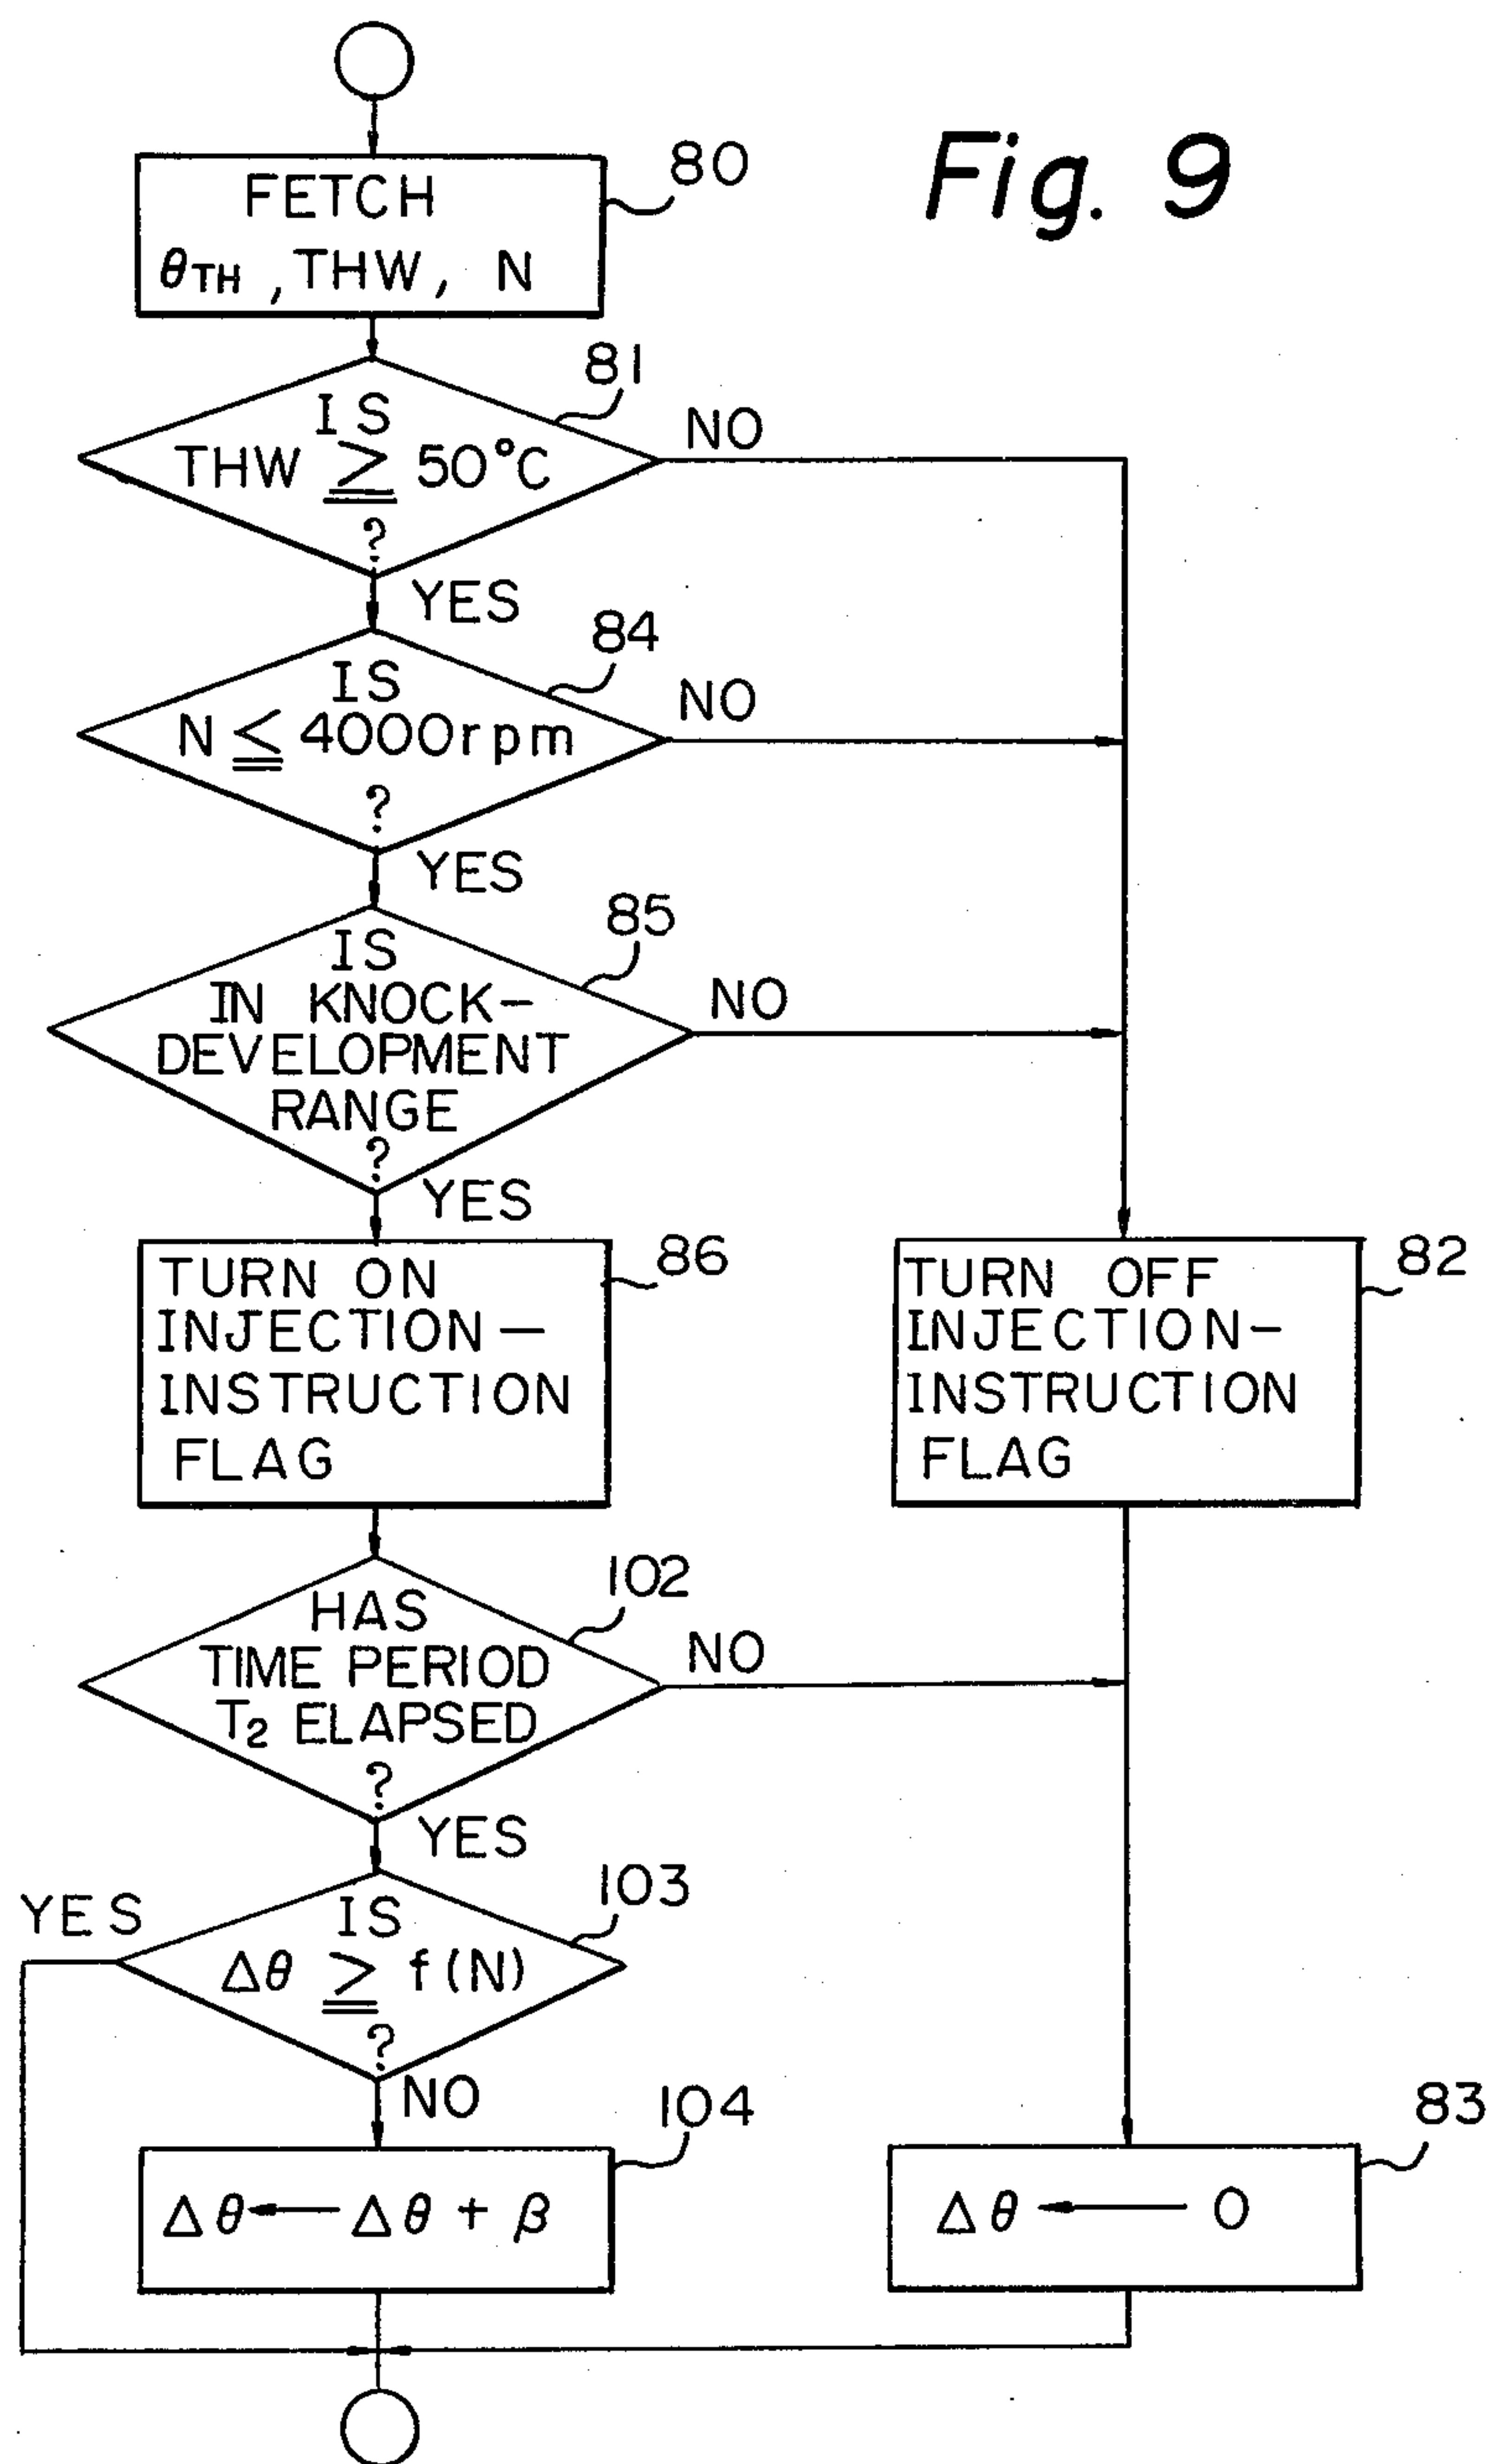 Fig. 9
80
FETCH
θTH , THW, N
81
IS
THW ≧ 50°C
?
NO
YES
84
IS
N ≦ 4000rpm
?
NO
YES
85
IS
IN KNOCK-
DEVELOPMENT
RANGE
?
NO
YES
86
TURN ON
INJECTION-
INSTRUCTION
FLAG
82
TURN OFF
INJECTION-
INSTRUCTION
FLAG
102
HAS
TIME PERIOD
T2 ELAPSED
?
NO
YES
103
YES
IS
Δθ ≧ f(N)
?
NO
104
Δθ ← Δθ + β
83
Δθ ← 0